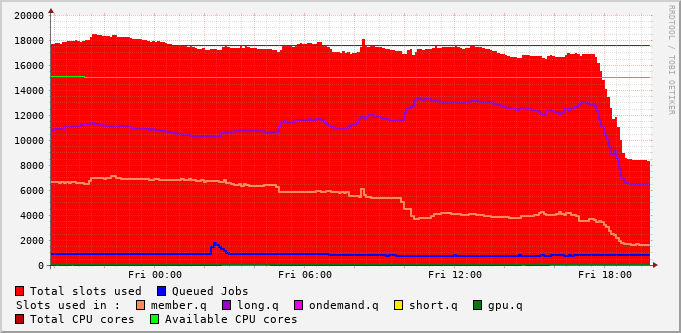 20000
18000
16000
14000
12000
10000
8000
6000
4000
2000
0
Fri 00:00 Fri 06:00 Fri 12:00 Fri 18:00
RRDTOOL / TOBI OETIKER
Total slots used Queued Jobs
Slots used in : member.q long.q ondemand.q short.q gpu.q
Total CPU cores Available CPU cores